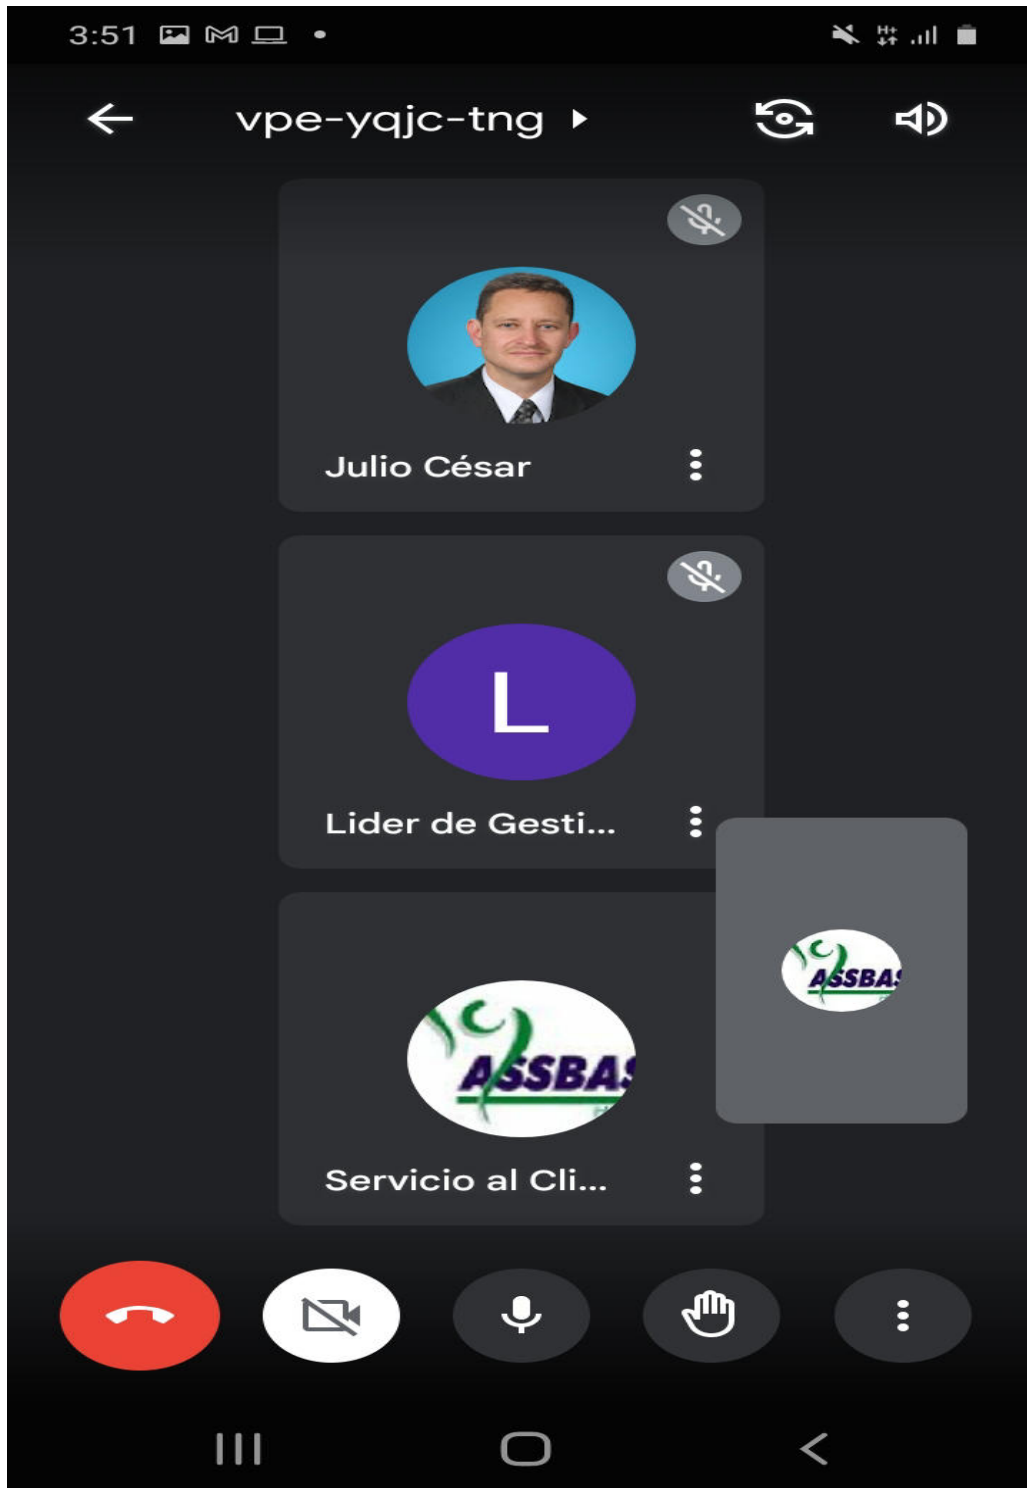 3:51
H+
vpe-yqjc-tng
Julio César
L
Lider de Gesti...
ASSBAS
ASSBAS
Servicio al Cli...